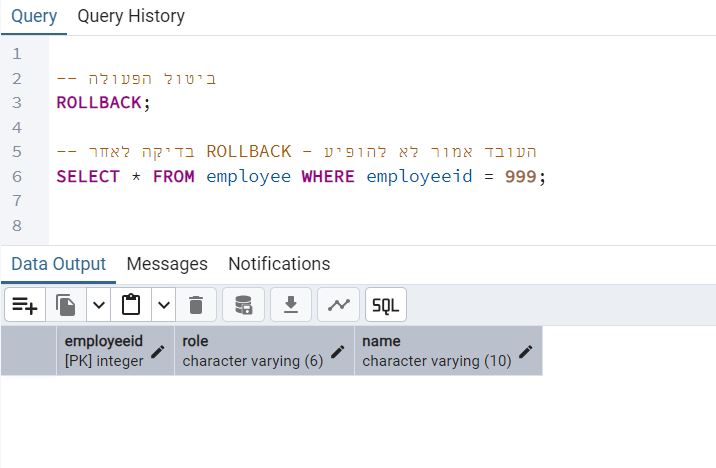 Query Query History
1
2 -- ביטול הפעולה
3 ROLLBACK;
4
5 -- בדיקה לאחר ROLLBACK – העובד אמור לא להופיע
6 SELECT * FROM employee WHERE employeeid = 999;
7
8
Data Output Messages Notifications
SQL
employeeid role name
[PK] integer character varying (6) character varying (10)